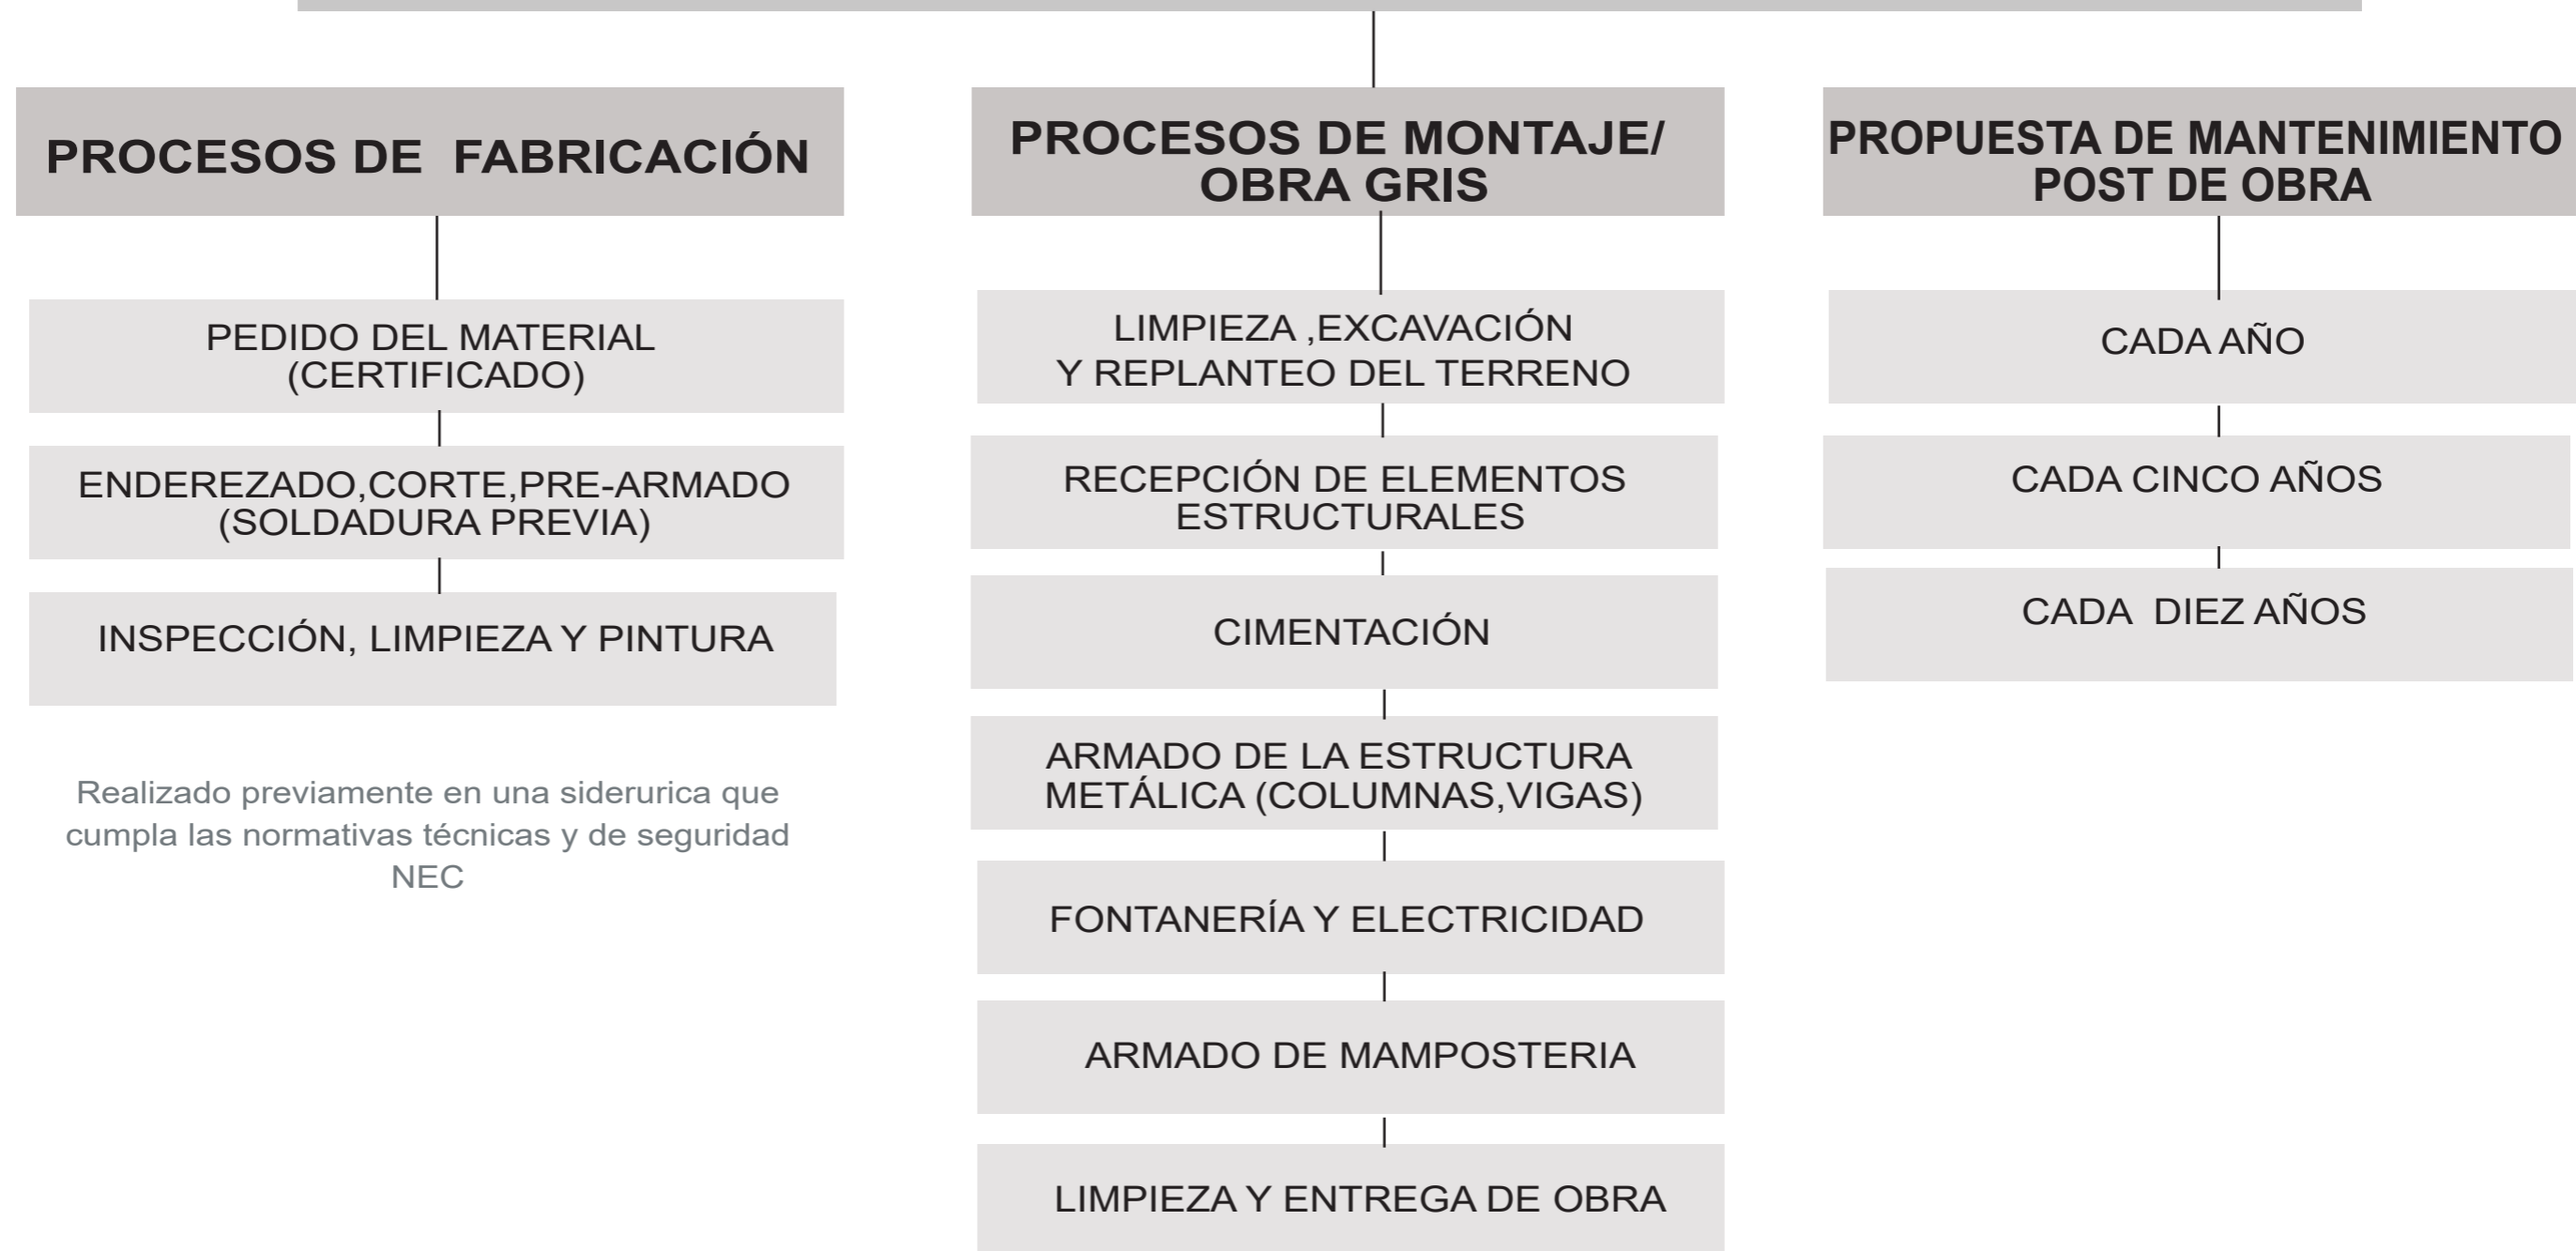 PROCESOS DE  FABRICACIÓN
PEDIDO DEL MATERIAL
(CERTIFICADO)
ENDEREZADO,CORTE,PRE-ARMADO
(SOLDADURA PREVIA)
INSPECCIÓN, LIMPIEZA Y PINTURA
Realizado previamente en una siderurica que
cumpla las normativas técnicas y de seguridad
NEC
PROCESOS DE MONTAJE/
OBRA GRIS
LIMPIEZA ,EXCAVACIÓN
Y REPLANTEO DEL TERRENO
RECEPCIÓN DE ELEMENTOS
ESTRUCTURALES
CIMENTACIÓN
ARMADO DE LA ESTRUCTURA
METÁLICA (COLUMNAS,VIGAS)
FONTANERÍA Y ELECTRICIDAD
ARMADO DE MAMPOSTERIA
LIMPIEZA Y ENTREGA DE OBRA
PROPUESTA DE MANTENIMIENTO
POST DE OBRA
CADA AÑO
CADA CINCO AÑOS
CADA  DIEZ AÑOS